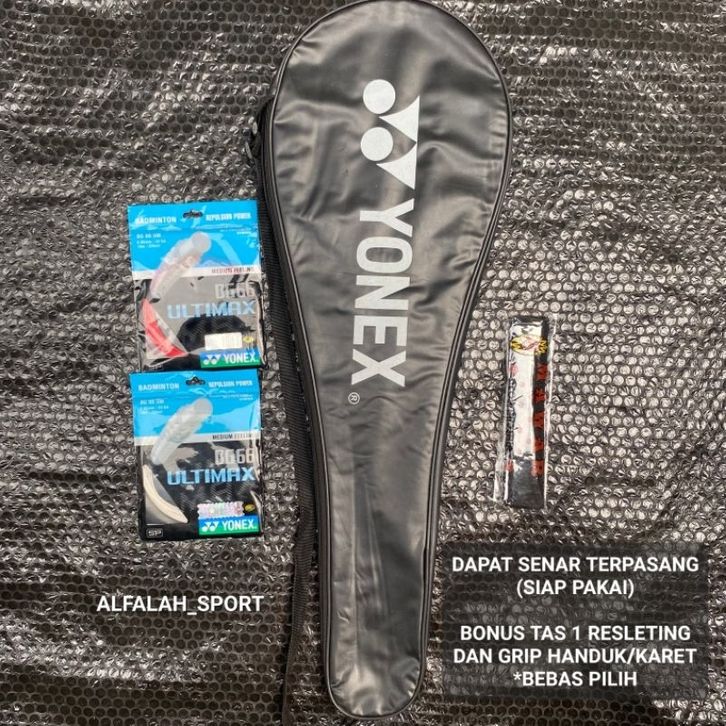 YONEX
®
BADMINTON REPULSION POWER
MEDIUM FEELING
BG66
ULTIMAX
YONEX
BADMINTON REPULSION POWER
MEDIUM FEELING
BG66
ULTIMAX
YONEX
SP
ALFALAH_SPORT
DAPAT SENAR TERPASANG
(SIAP PAKAI)
BONUS TAS 1 RESLETING
DAN GRIP HANDUK/KARET
*BEBAS PILIH